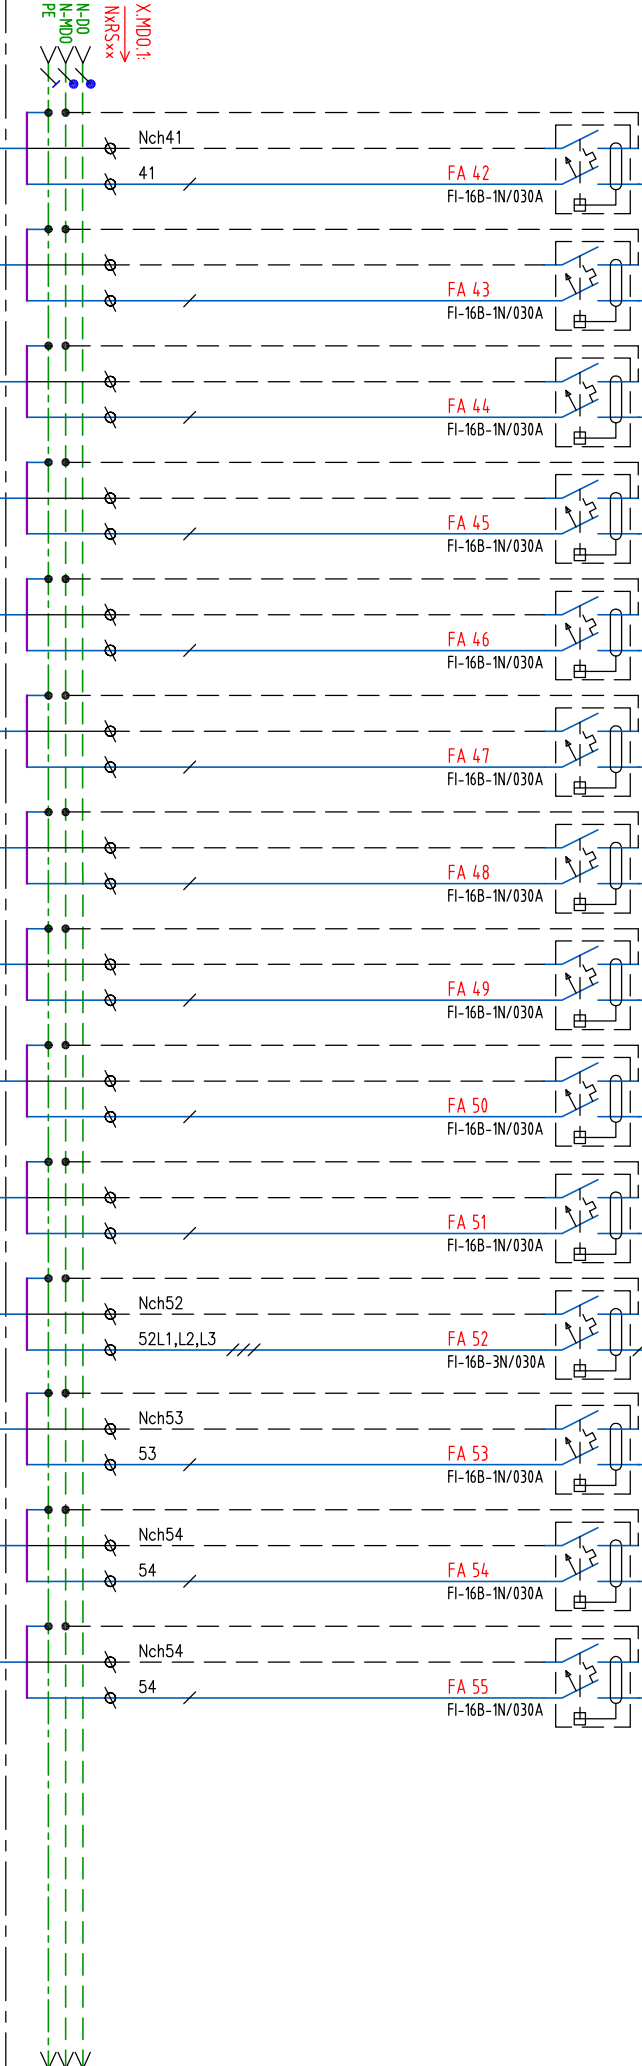 X.MDO.1:
NxRSxx
N-DO
N-MDO
PE
Nch41
41
FA 42
FI-16B-1N/030A
FA 43
FI-16B-1N/030A
FA 44
FI-16B-1N/030A
FA 45
FI-16B-1N/030A
FA 46
FI-16B-1N/030A
FA 47
FI-16B-1N/030A
FA 48
FI-16B-1N/030A
FA 49
FI-16B-1N/030A
FA 50
FI-16B-1N/030A
FA 51
FI-16B-1N/030A
Nch52
52L1,L2,L3
FA 52
FI-16B-3N/030A
Nch53
53
FA 53
FI-16B-1N/030A
Nch54
54
FA 54
FI-16B-1N/030A
Nch54
54
FA 55
FI-16B-1N/030A